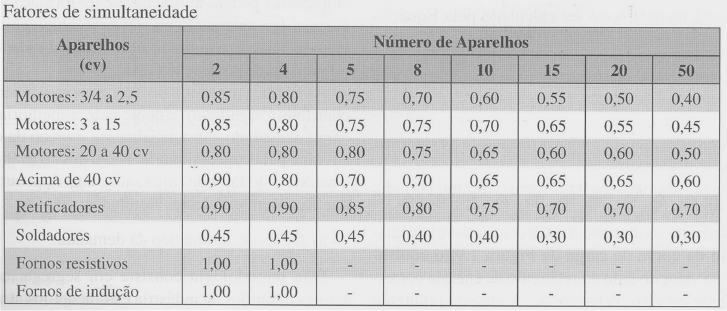 Fatores de simultaneidade
Aparelhos (cv) Número de Aparelhos
2 4 5 8 10 15 20 50
Motores: 3/4 a 2,5 0,85 0,80 0,75 0,70 0,60 0,55 0,50 0,40
Motores: 3 a 15 0,85 0,80 0,75 0,75 0,70 0,65 0,55 0,45
Motores: 20 a 40 cv 0,80 0,80 0,80 0,75 0,65 0,60 0,60 0,50
Acima de 40 cv 0,90 0,80 0,70 0,70 0,65 0,65 0,65 0,60
Retificadores 0,90 0,90 0,85 0,80 0,75 0,70 0,70 0,70
Soldadores 0,45 0,45 0,45 0,40 0,40 0,30 0,30 0,30
Fornos resistivos 1,00 1,00 - - - - - -
Fornos de indução 1,00 1,00 - - - - - -